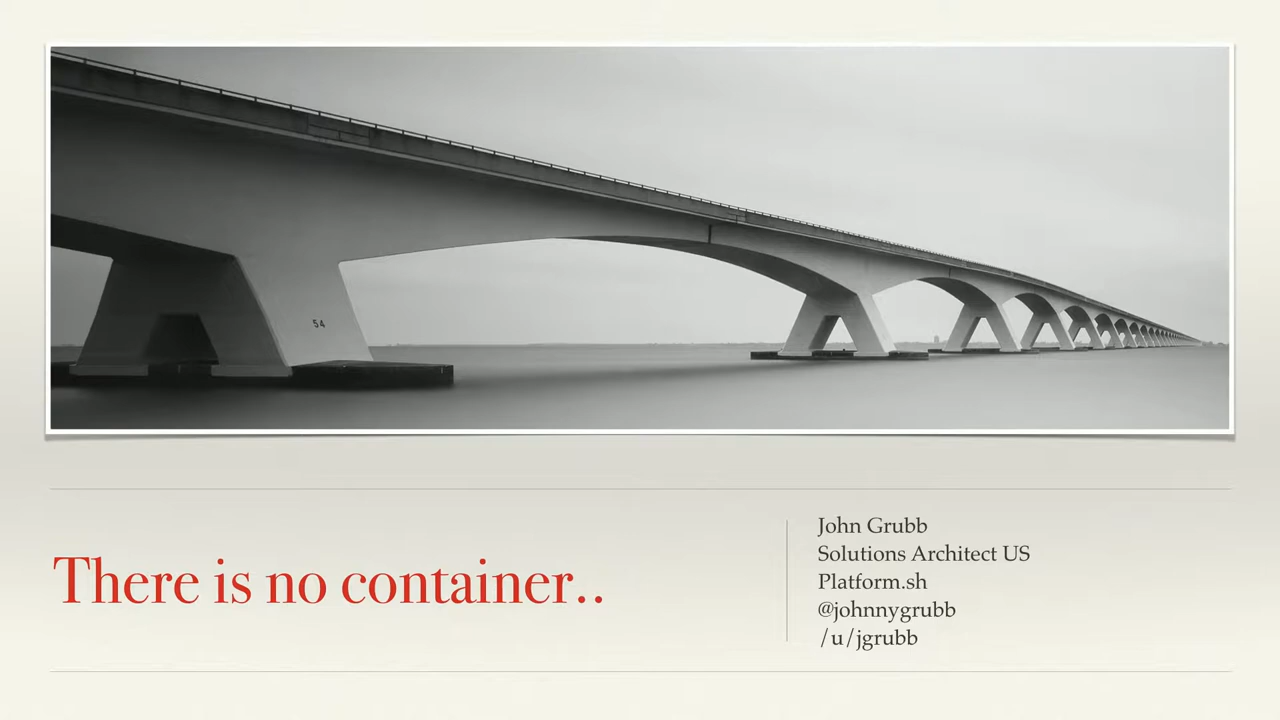 54
There is no container..
John Grubb
Solutions Architect US
Platform.sh
@johnnygrubb
/u/jgrubb